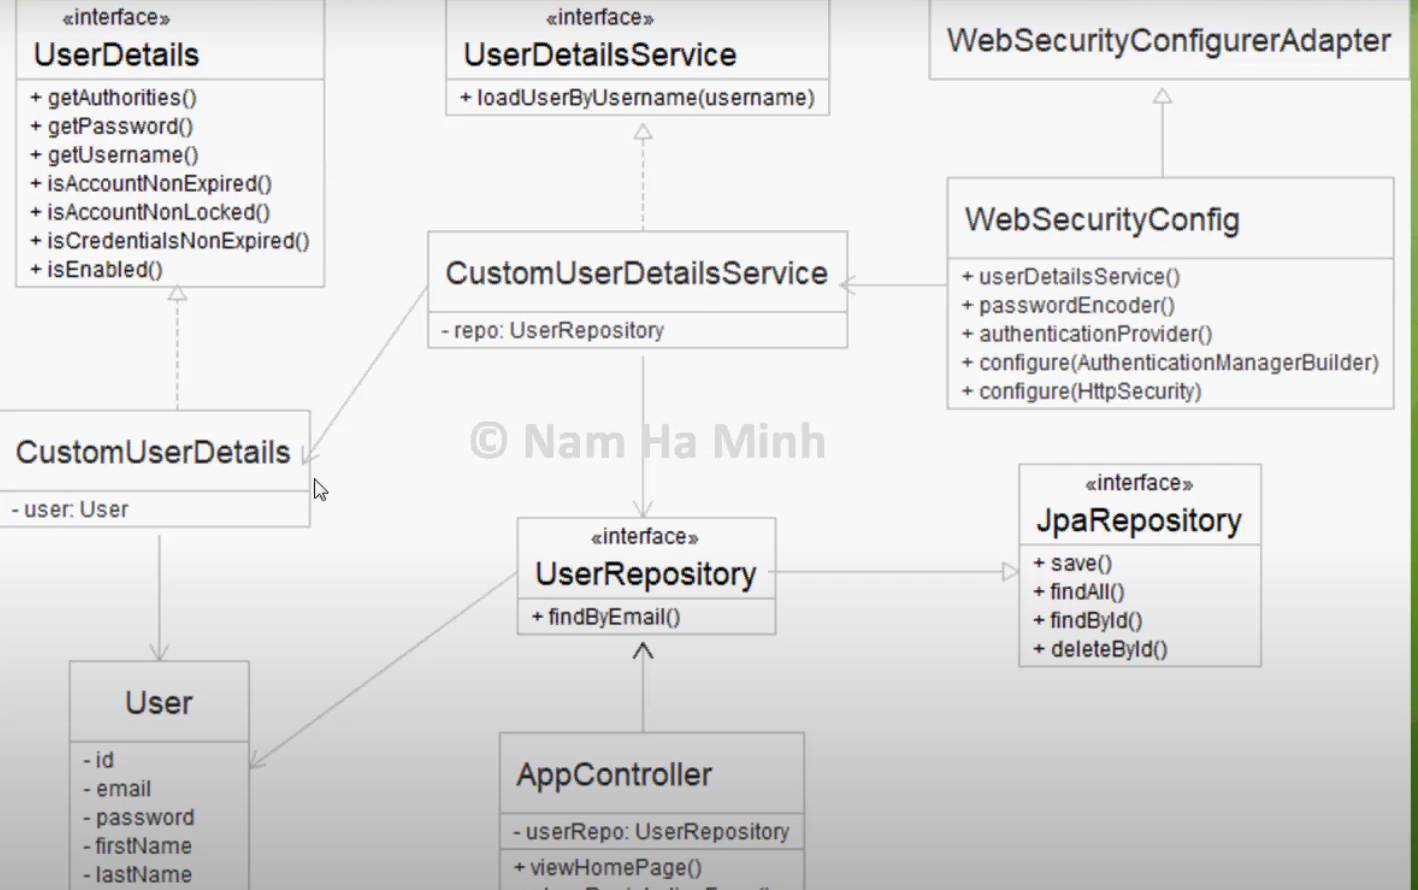 «interface»
UserDetails
+ getAuthorities()
+ getPassword()
+ getUsername()
+ isAccountNonExpired()
+ isAccountNonLocked()
+ isCredentialsNonExpired()
+ isEnabled()
«interface»
UserDetailsService
+ loadUserByUsername(username)
WebSecurityConfigurerAdapter
CustomUserDetailsService
- repo: UserRepository
WebSecurityConfig
+ userDetailsService()
+ passwordEncoder()
+ authenticationProvider()
+ configure(AuthenticationManagerBuilder)
+ configure(HttpSecurity)
CustomUserDetails
- user: User
© Nam Ha Minh
«interface»
UserRepository
+ findByEmail()
«interface»
JpaRepository
+ save()
+ findAll()
+ findById()
+ deleteById()
User
- id
- email
- password
- firstName
- lastName
AppController
- userRepo: UserRepository
+ viewHomePage()